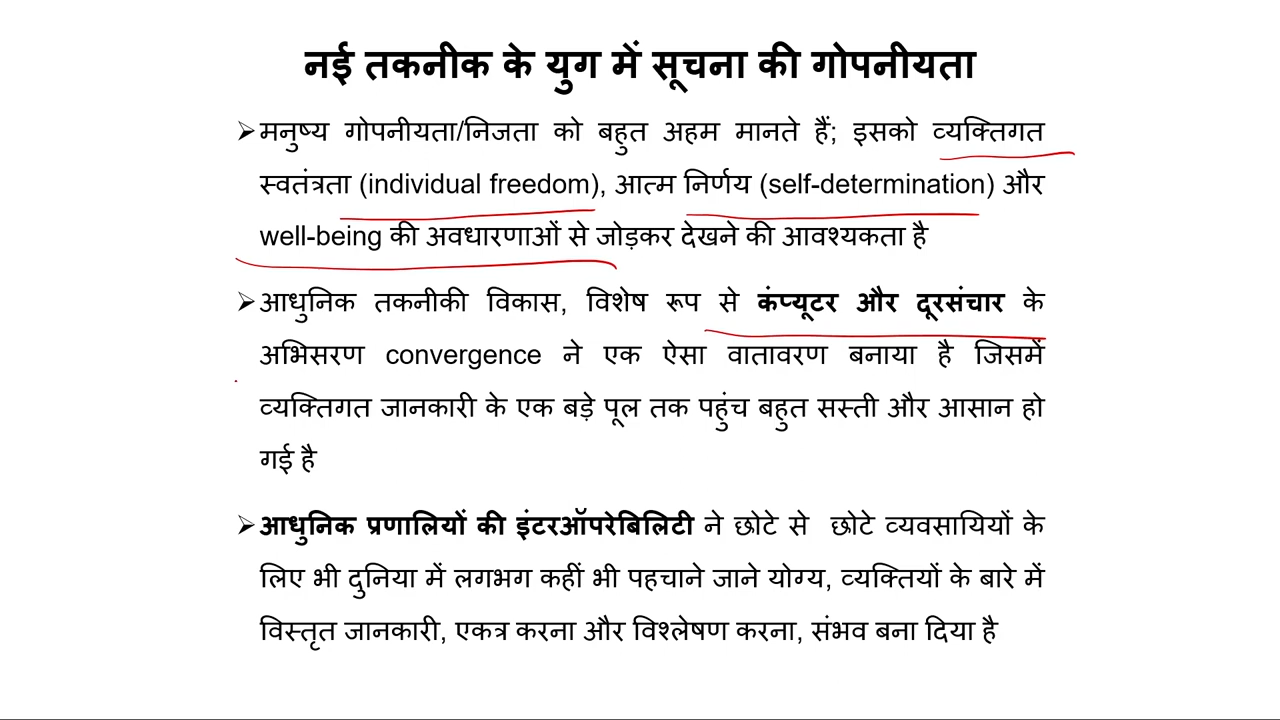 नई तकनीक के युग में सूचना की गोपनीयता
➢मनुष्य गोपनीयता/निजता को बहुत अहम मानते हैं; इसको व्यक्तिगत
स्वतंत्रता (individual freedom), आत्म निर्णय (self-determination) और
well-being की अवधारणाओं से जोड़कर देखने की आवश्यकता है
➢आधुनिक तकनीकी विकास, विशेष रूप से कंप्यूटर और दूरसंचार के
अभिसरण convergence ने एक ऐसा वातावरण बनाया है जिसमें
व्यक्तिगत जानकारी के एक बड़े पूल तक पहुंच बहुत सस्ती और आसान हो
गई है
➢आधुनिक प्रणालियों की इंटरऑपरेबिलिटी ने छोटे से छोटे व्यवसायियों के
लिए भी दुनिया में लगभग कहीं भी पहचाने जाने योग्य, व्यक्तियों के बारे में
विस्तृत जानकारी, एकत्र करना और विश्लेषण करना, संभव बना दिया है